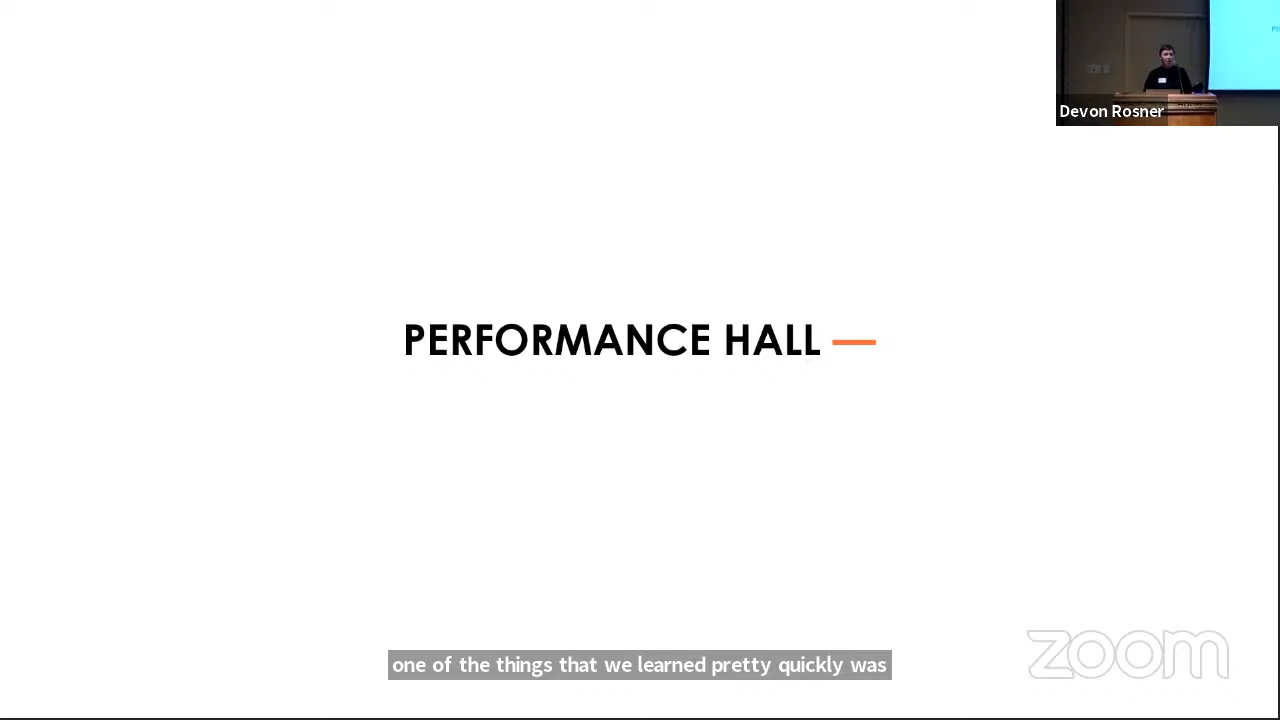 Devon Rosner
PERFORMANCE HALL —
one of the things that we learned pretty quickly was
zoom